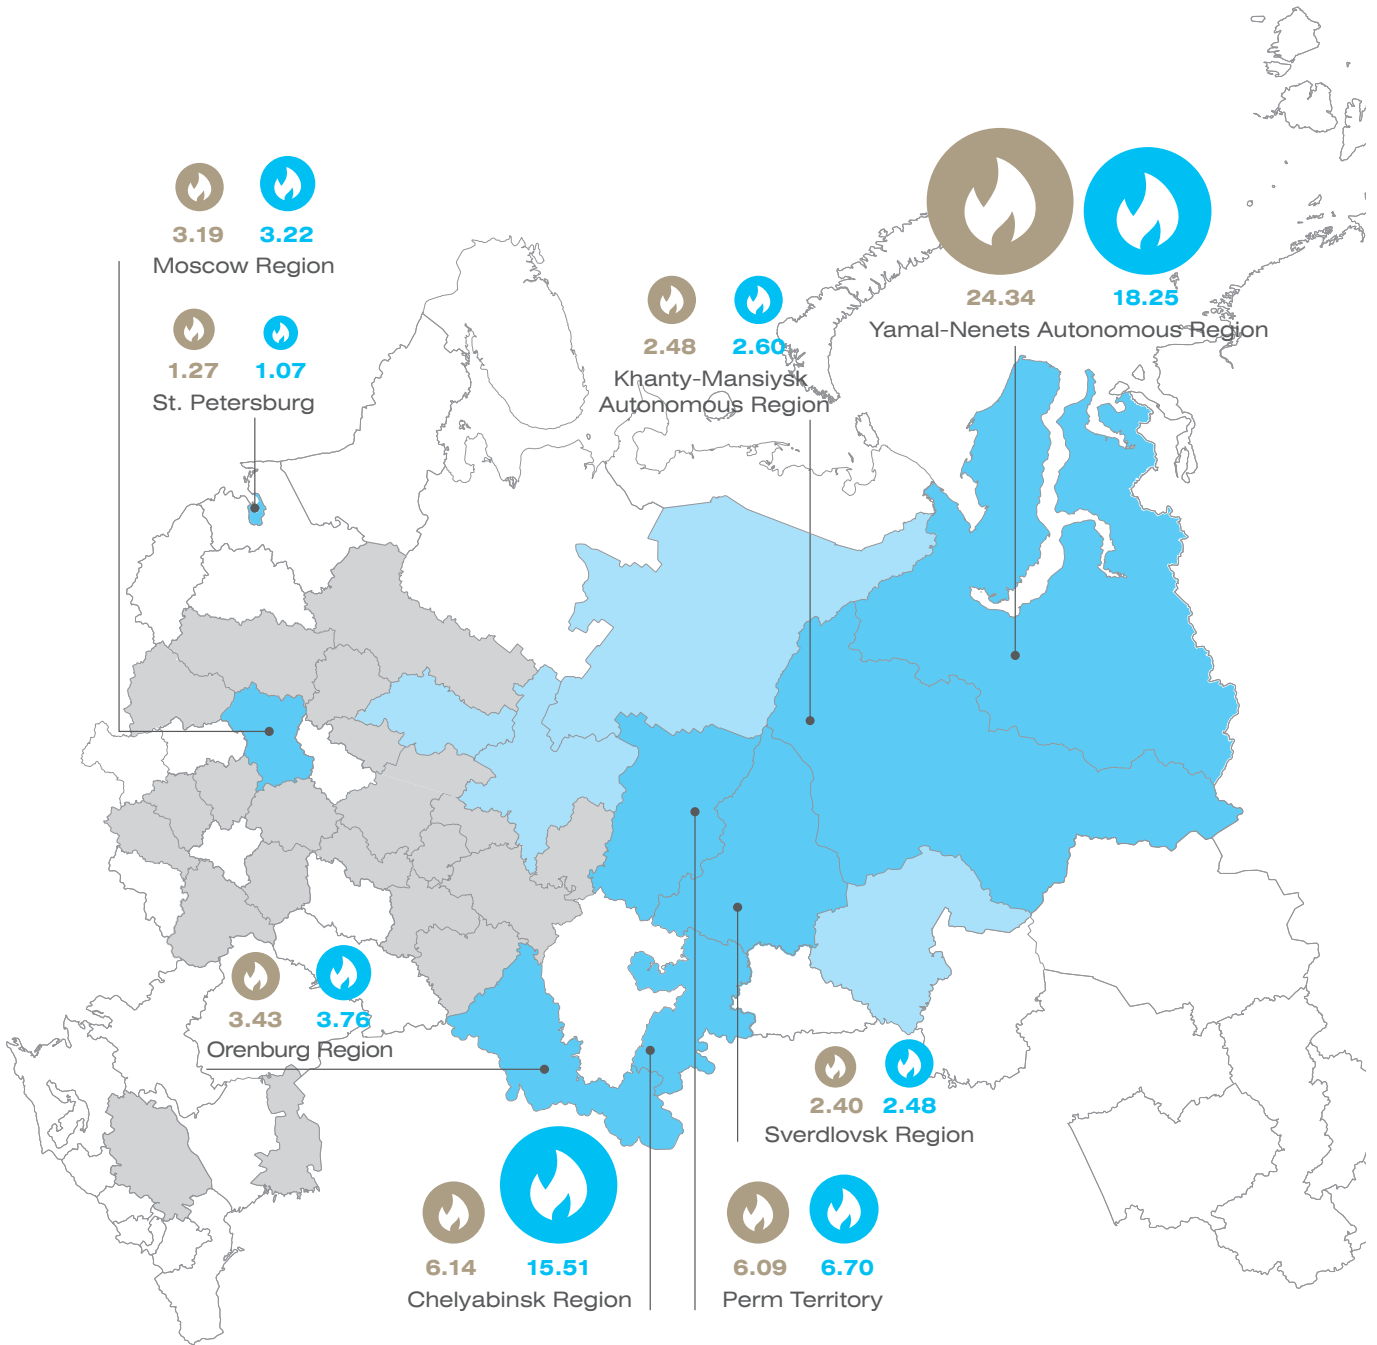 3.19 3.22
Moscow Region
1.27 1.07
St. Petersburg
2.48 2.60
Khanty-Mansiysk
Autonomous Region
24.34 18.25
Yamal-Nenets Autonomous Region
3.43 3.76
Orenburg Region
2.40 2.48
Sverdlovsk Region
6.14 15.51
Chelyabinsk Region
6.09 6.70
Perm Territory